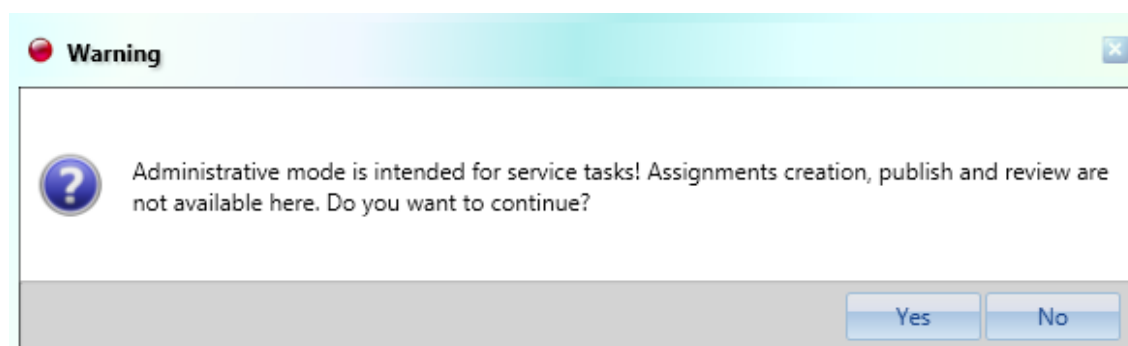 Warning
Administrative mode is intended for service tasks! Assignments creation, publish and review are
not available here. Do you want to continue?
Yes No